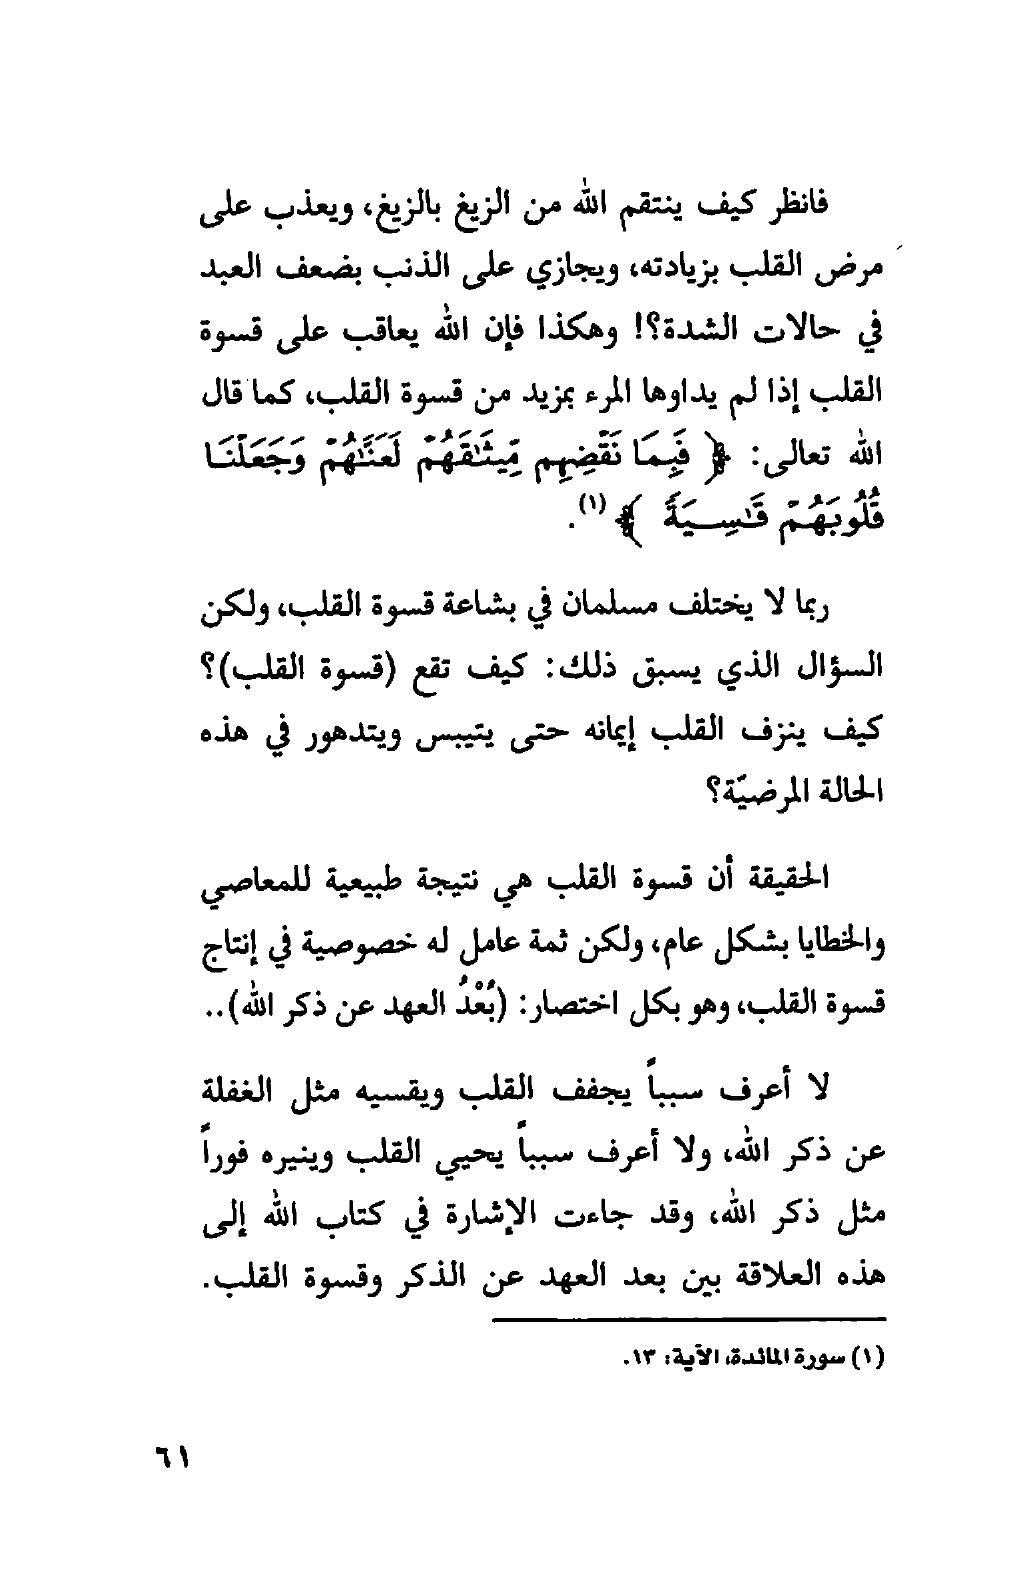 فانظر كيف ينتقم الله من الزيغ بالزيغ، ويعذب على
مرض القلب بزيادته، ويجازي على الذنب بضعف العبد
في حالات الشدة؟! وهكذا فإن الله يعاقب على قسوة
القلب إذا لم يداوها المرء بمزيد من قسوة القلب، كما قال
الله تعالى: ﴿ فَبِمَا نَقْضِهِم مِّيثَٰقَهُمْ لَعَنَّٰهُمْ وَجَعَلْنَا
قُلُوبَهُمْ قَٰسِيَةً ﴾(١).
ربما لا يختلف مسلمان في بشاعة قسوة القلب، ولكن
السؤال الذي يسبق ذلك: كيف تقع (قسوة القلب)؟
كيف ينزف القلب إيمانه حتى يتيبس ويتدهور في هذه
الحالة المرضيّة؟
الحقيقة أن قسوة القلب هي نتيجة طبيعية للمعاصي
والخطايا بشكل عام، ولكن ثمة عامل له خصوصية في إنتاج
قسوة القلب، وهو بكل اختصار: (بُعْدُ العهد عن ذكر الله)..
لا أعرف سبباً يجفف القلب ويقسيه مثل الغفلة
عن ذكر الله، ولا أعرف سبباً يحيي القلب وينيره فوراً
مثل ذكر الله، وقد جاءت الإشارة في كتاب الله إلى
هذه العلاقة بين بعد العهد عن الذكر وقسوة القلب.
(١) سورة المائدة، الآية: ١٣.
٦١